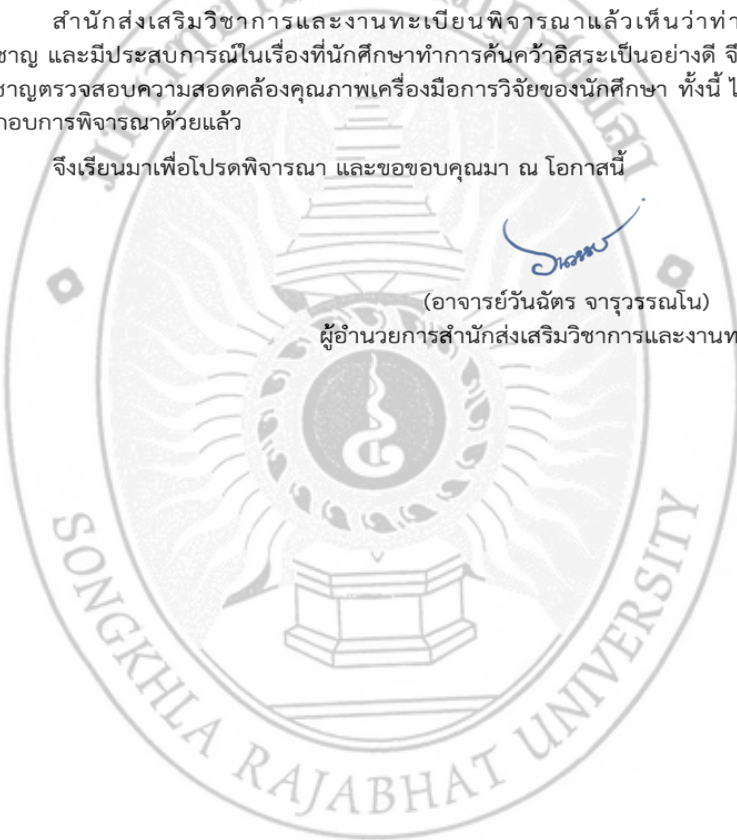 สำนักส่งเสริมวิชาการและงานทะเบียนพิจารณาแล้วเห็นว่าท่า
ชาญ และมีประสบการณ์ในเรื่องที่นักศึกษาทำการค้นคว้าอิสระเป็นอย่างดี จึ
ชาญตรวจสอบความสอดคล้องคุณภาพเครื่องมือการวิจัยของนักศึกษา ทั้งนี้ ไ
กอบการพิจารณาด้วยแล้ว
จึงเรียนมาเพื่อโปรดพิจารณา และขอขอบคุณมา ณ โอกาสนี้
(อาจารย์วันฉัตร จารุวรรณโน)
ผู้อำนวยการสำนักส่งเสริมวิชาการและงานท
SONGKHLA RAJABHAT UNIVERSITY